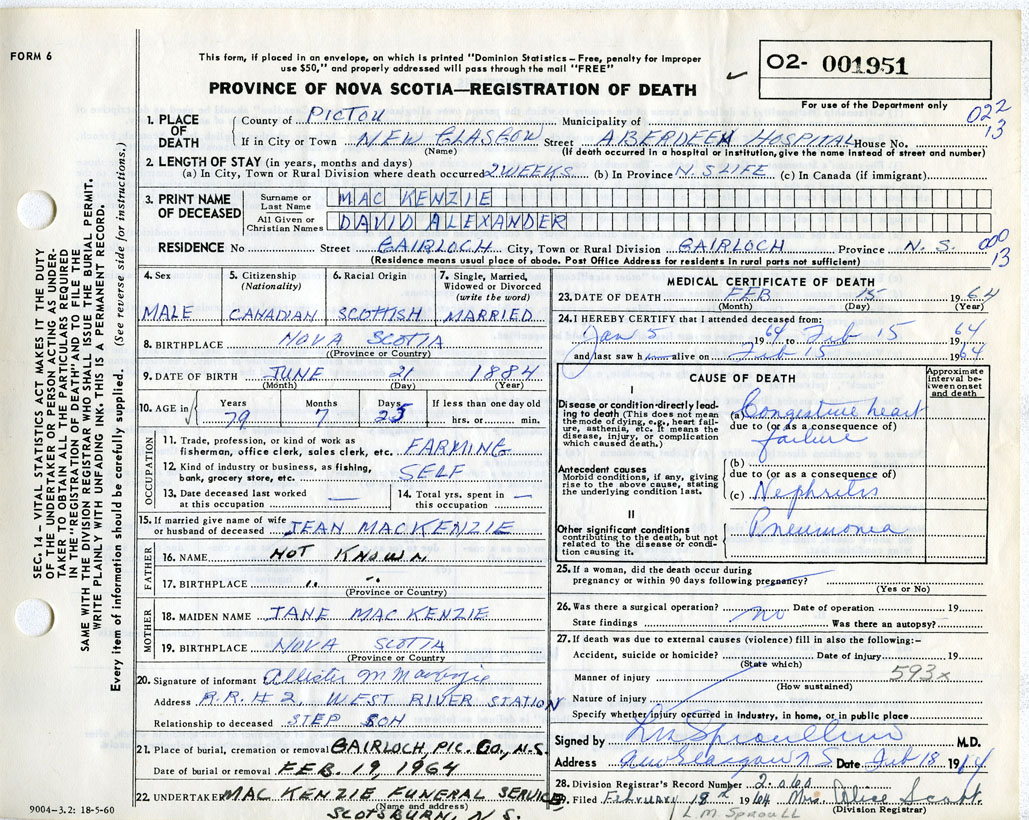 FORM 6
This form, if placed in an envelope, on which is printed "Dominion Statistics – Free, penalty for improper
use $50," and properly addressed will pass through the mail "FREE"
PROVINCE OF NOVA SCOTIA—REGISTRATION OF DEATH
O2- 001951
For use of the Department only
022
13
1. PLACE OF DEATH
County of PICTOU Municipality of
If in City or Town NEW GLASGOW Street ABERDEEN HOSPITAL House No.
(Name) (If death occurred in a hospital or institution, give the name instead of street and number)
2. LENGTH OF STAY (in years, months and days)
(a) In City, Town or Rural Division where death occurred 2 WEEKS (b) In Province N.S LIFE (c) In Canada (if immigrant)
3. PRINT NAME OF DECEASED
Surname or Last Name MAC KENZIE
All Given or Christian Names DAVID ALEXANDER
RESIDENCE No Street GAIRLOCH City, Town or Rural Division GAIRLOCH Province N. S.
000
13
(Residence means usual place of abode. Post Office Address for residents in rural parts not sufficient)
4. Sex
MALE
5. Citizenship
(Nationality)
CANADIAN
6. Racial Origin
SCOTTISH
7. Single, Married,
Widowed or Divorced
(write the word)
MARRIED
8. BIRTHPLACE NOVA SCOTIA
(Province or Country)
9. DATE OF BIRTH JUNE 21 1884
(Month) (Day) (Year)
10. AGE in
Years 79
Months 7
Days 25
If less than one day old
hrs. or min.
OCCUPATION
11. Trade, profession, or kind of work as
fisherman, office clerk, sales clerk, etc. FARMING
12. Kind of industry or business, as fishing,
bank, grocery store, etc. SELF
13. Date deceased last worked
at this occupation —
14. Total yrs. spent in
this occupation —
15. If married give name of wife
or husband of deceased JEAN MACKENZIE
FATHER
16. NAME NOT KNOWN
17. BIRTHPLACE " "
(Province or Country)
MOTHER
18. MAIDEN NAME JANE MAC KENZIE
19. BIRTHPLACE NOVA SCOTIA
(Province or Country)
20. Signature of informant Allister M
Address R.R. # 2, WEST RIVER STATION
Relationship to deceased STEP SON
21. Place of burial, cremation or removal GAIRLOCH, PIC. CO., N.S.
Date of burial or removal FEB. 19, 1964
22. UNDERTAKER MAC KENZIE FUNERAL SERVICE
(Name and address)
SCOTSBURN, N. S.
MEDICAL CERTIFICATE OF DEATH
23. DATE OF DEATH FEB 15 1964
(Month) (Day) (Year)
24. I HEREBY CERTIFY that I attended deceased from:
Jan 5 1964 to Feb 15 1964
and last saw h alive on Feb 15 1964
CAUSE OF DEATH
Approximate
interval between
onset
and death
I
Disease or condition directly leading
to death (This does not mean
the mode of dying, e.g., heart failure,
asthenia, etc. It means the
disease, injury, or complication
which caused death.)
(a) Congestive heart
due to (or as a consequence of)
failure
Antecedent causes
Morbid conditions, if any, giving
rise to the above cause, stating
the underlying condition last.
(b)
due to (or as a consequence of)
(c) Nephritis
II
Other significant conditions
contributing to the death, but not
related to the disease or condition
causing it.
Pneumonia
25. If a woman, did the death occur during
pregnancy or within 90 days following pregnancy?
(Yes or No)
26. Was there a surgical operation? no Date of operation 19
State findings Was there an autopsy?
27. If death was due to external causes (violence) fill in also the following:–
Accident, suicide or homicide? Date of injury 19
(State which)
Manner of injury 593x
(How sustained)
Nature of injury
Specify whether injury occurred in industry, in home, or in public place
Signed by M.D.
Address New Glasgow N S Date Feb 18 1964
28. Division Registrar's Record Number 2060
29. Filed February 18th 1964 Mrs Alice Scott
(Division Registrar)
L. M. SPROULL
9004–3.2: 18-5-60
SEC. 14 – VITAL STATISTICS ACT MAKES IT THE DUTY
OF THE UNDERTAKER OR PERSON ACTING AS UNDERTAKER
TO OBTAIN ALL THE PARTICULARS REQUIRED
IN THE "REGISTRATION OF DEATH" AND TO FILE THE
SAME WITH THE DIVISION REGISTRAR WHO SHALL ISSUE THE BURIAL PERMIT.
WRITE PLAINLY WITH UNFADING INK. THIS IS A PERMANENT RECORD.
Every item of information should be carefully supplied. (See reverse side for instructions.)